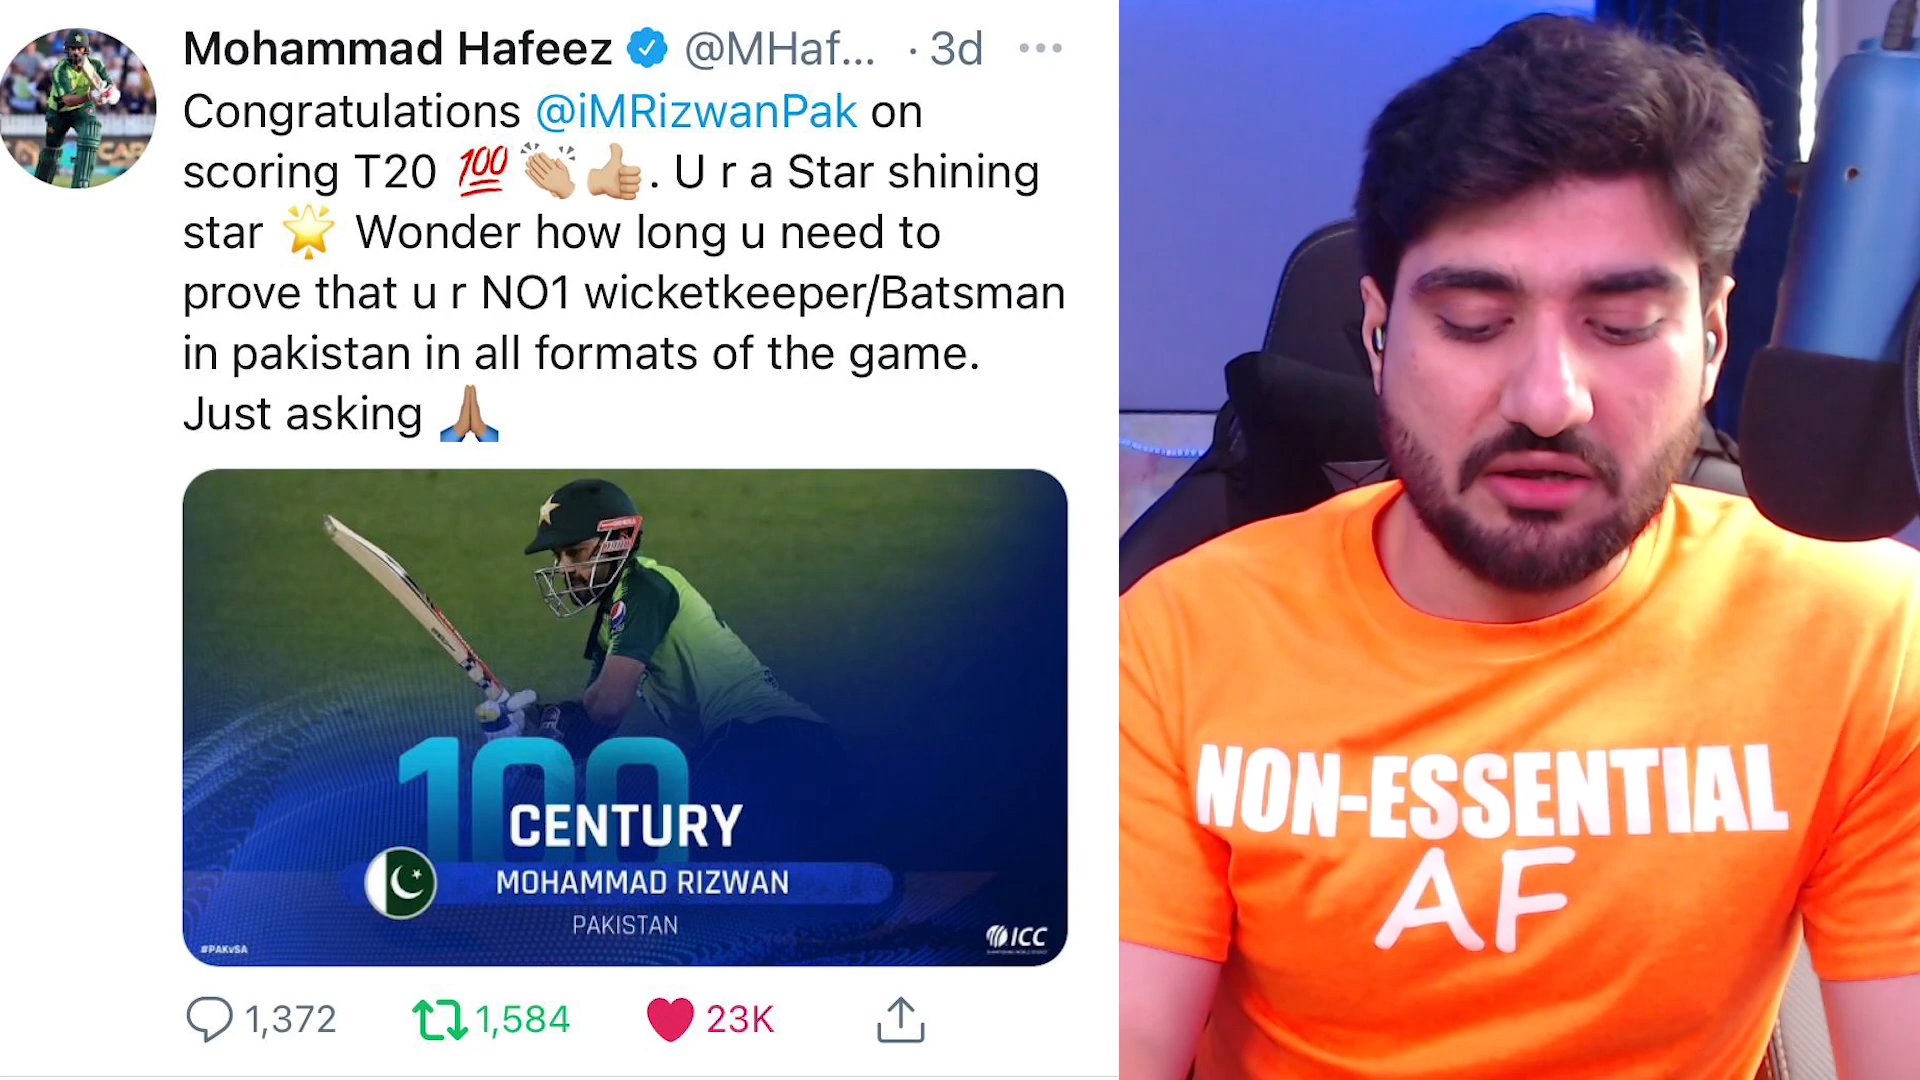 Mohammad Hafeez @MHaf... · 3d
Congratulations @iMRizwanPak on
scoring T20 💯 👏🏼 👍🏼. U r a Star shining
star 🌟 Wonder how long u need to
prove that u r NO1 wicketkeeper/Batsman
in pakistan in all formats of the game.
Just asking 🙏🏽
100
CENTURY
MOHAMMAD RIZWAN
PAKISTAN
#PAKvSA
ICC
1,372 1,584 23K
NON-ESSENTIAL
AF